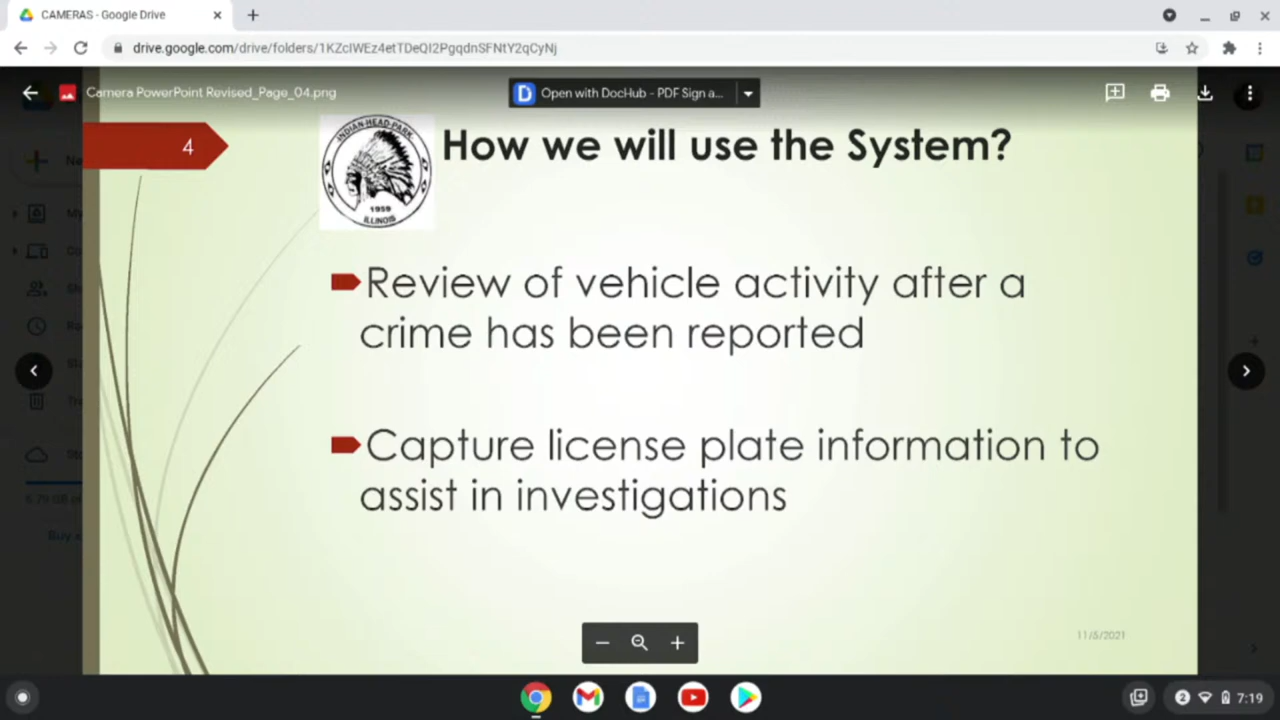 CAMERAS - Google Drive
drive.google.com/drive/folders/1KZcIWEz4etTDeQI2PgqdnSFNtY2qCyNj
Camera PowerPoint Revised_Page_04.png
Open with DocHub - PDF Sign a...
4
INDIAN HEAD PARK
1959
ILLINOIS
How we will use the System?
Review of vehicle activity after a
crime has been reported
Capture license plate information to
assist in investigations
11/5/2021
2
7:19